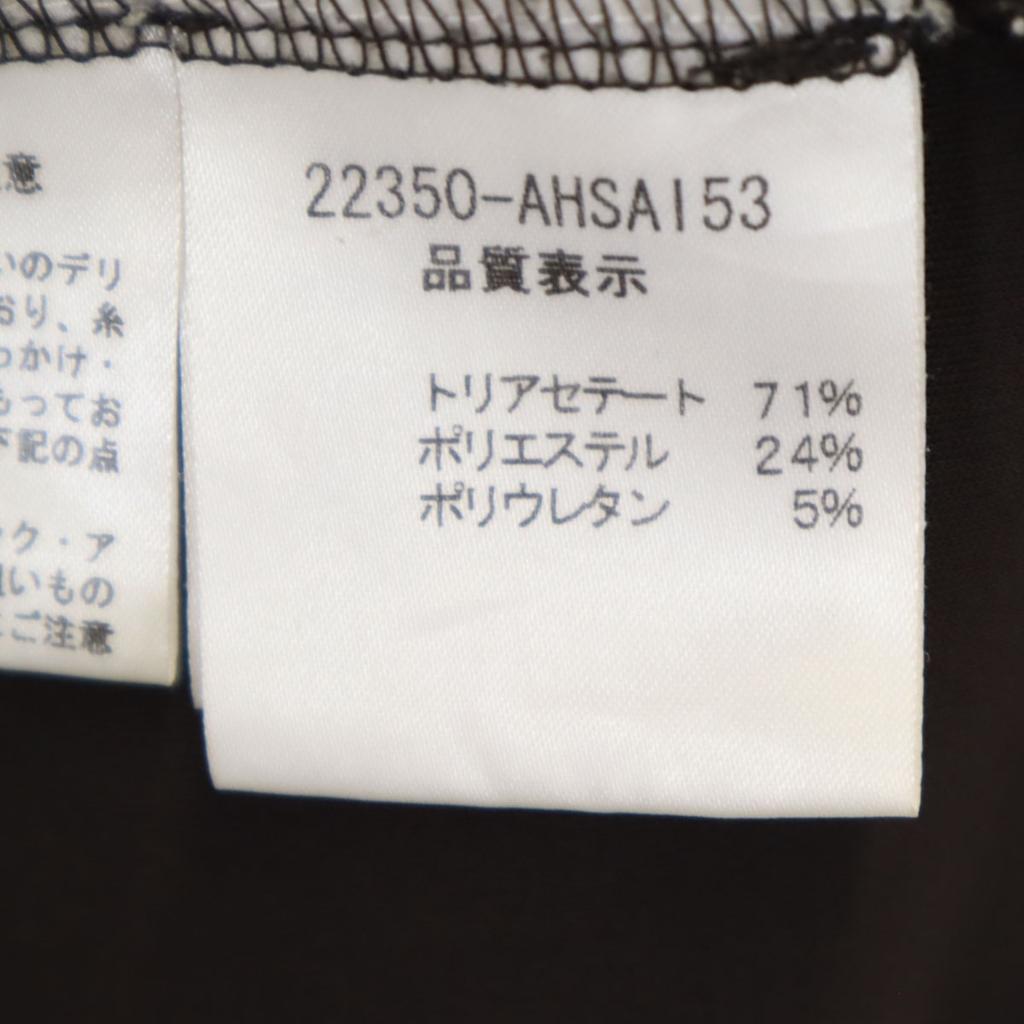 意
いのデリ
おり、糸
っかけ・
もってお
下記の点
ック・ア
いもの
にご注意
22350-AHSA153
品質表示
トリアセテート 71%
ポリエステル 24%
ポリウレタン 5%